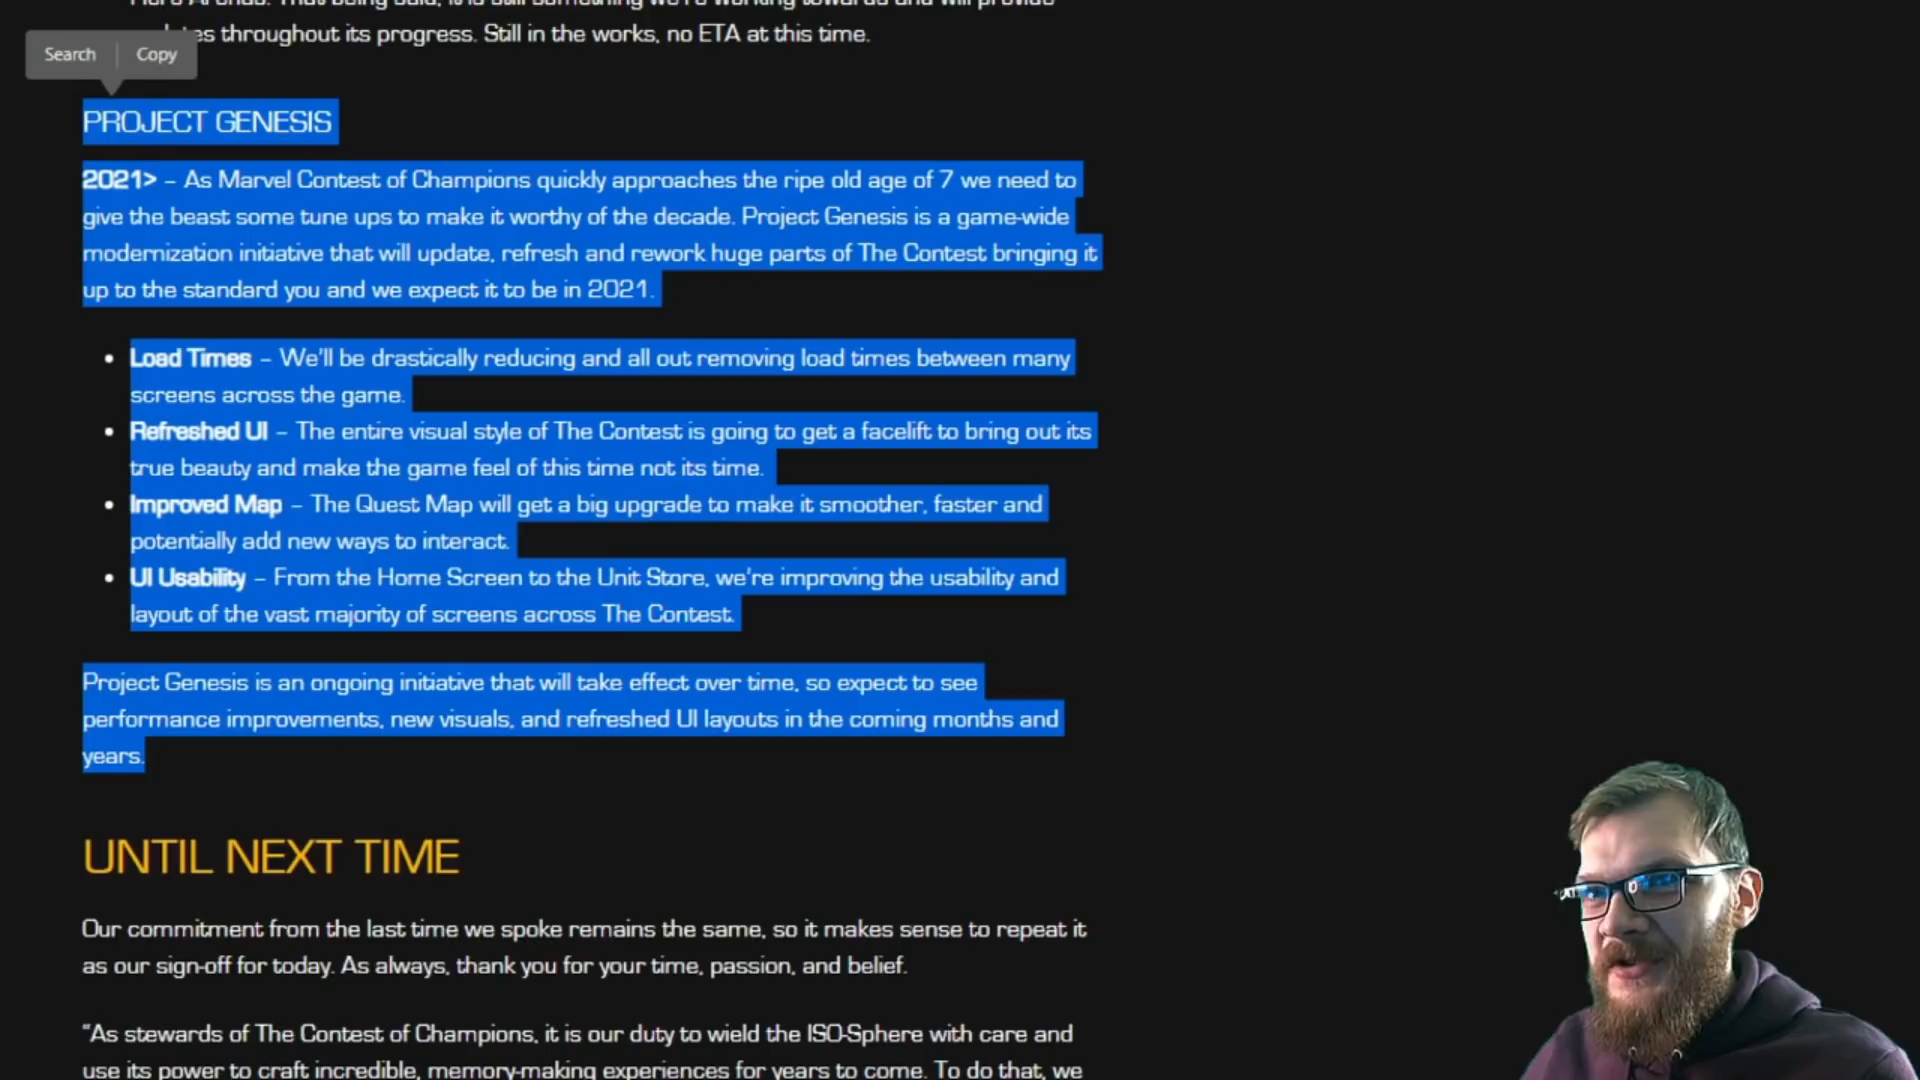 updates throughout its progress. Still in the works, no ETA at this time.
Search
Copy
PROJECT GENESIS
2021> – As Marvel Contest of Champions quickly approaches the ripe old age of 7 we need to
give the beast some tune ups to make it worthy of the decade. Project Genesis is a game-wide
modernization initiative that will update, refresh and rework huge parts of The Contest bringing it
up to the standard you and we expect it to be in 2021.
• Load Times – We'll be drastically reducing and all out removing load times between many
screens across the game.
• Refreshed UI – The entire visual style of The Contest is going to get a facelift to bring out its
true beauty and make the game feel of this time not its time.
• Improved Map – The Quest Map will get a big upgrade to make it smoother, faster and
potentially add new ways to interact.
• UI Usability – From the Home Screen to the Unit Store, we're improving the usability and
layout of the vast majority of screens across The Contest.
Project Genesis is an ongoing initiative that will take effect over time, so expect to see
performance improvements, new visuals, and refreshed UI layouts in the coming months and
years.
UNTIL NEXT TIME
Our commitment from the last time we spoke remains the same, so it makes sense to repeat it
as our sign-off for today. As always, thank you for your time, passion, and belief.
"As stewards of The Contest of Champions, it is our duty to wield the ISO-Sphere with care and
use its power to craft incredible, memory-making experiences for years to come. To do that, we